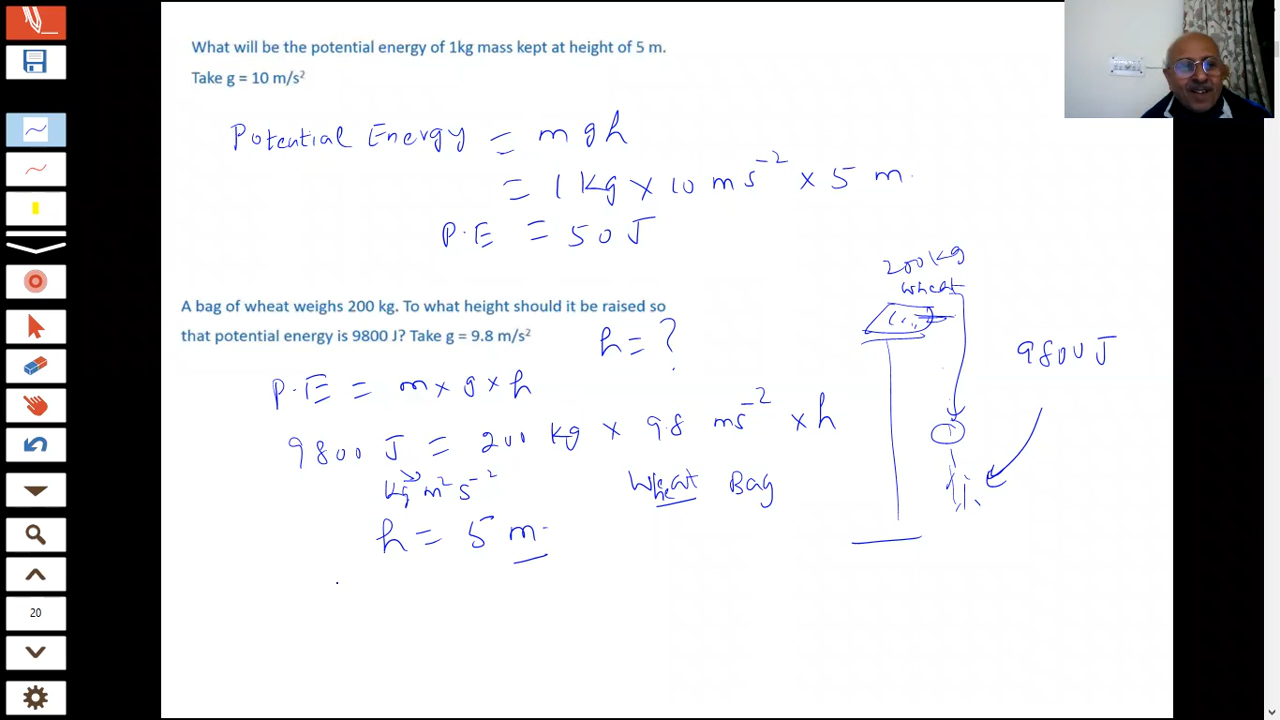 What will be the potential energy of 1kg mass kept at height of 5 m.
Take g = 10 m/s²
Potential Energy = m g h
= 1 kg × 10 m s⁻² × 5 m.
P.E = 50 J
A bag of wheat weighs 200 kg. To what height should it be raised so
that potential energy is 9800 J? Take g = 9.8 m/s²
h = ?
P.E = m × g × h
9800 J = 200 kg × 9.8 ms⁻² × h
kg m² s⁻²
Wheat Bag
h = 5 m.
200 kg
wheat
9800 J
20